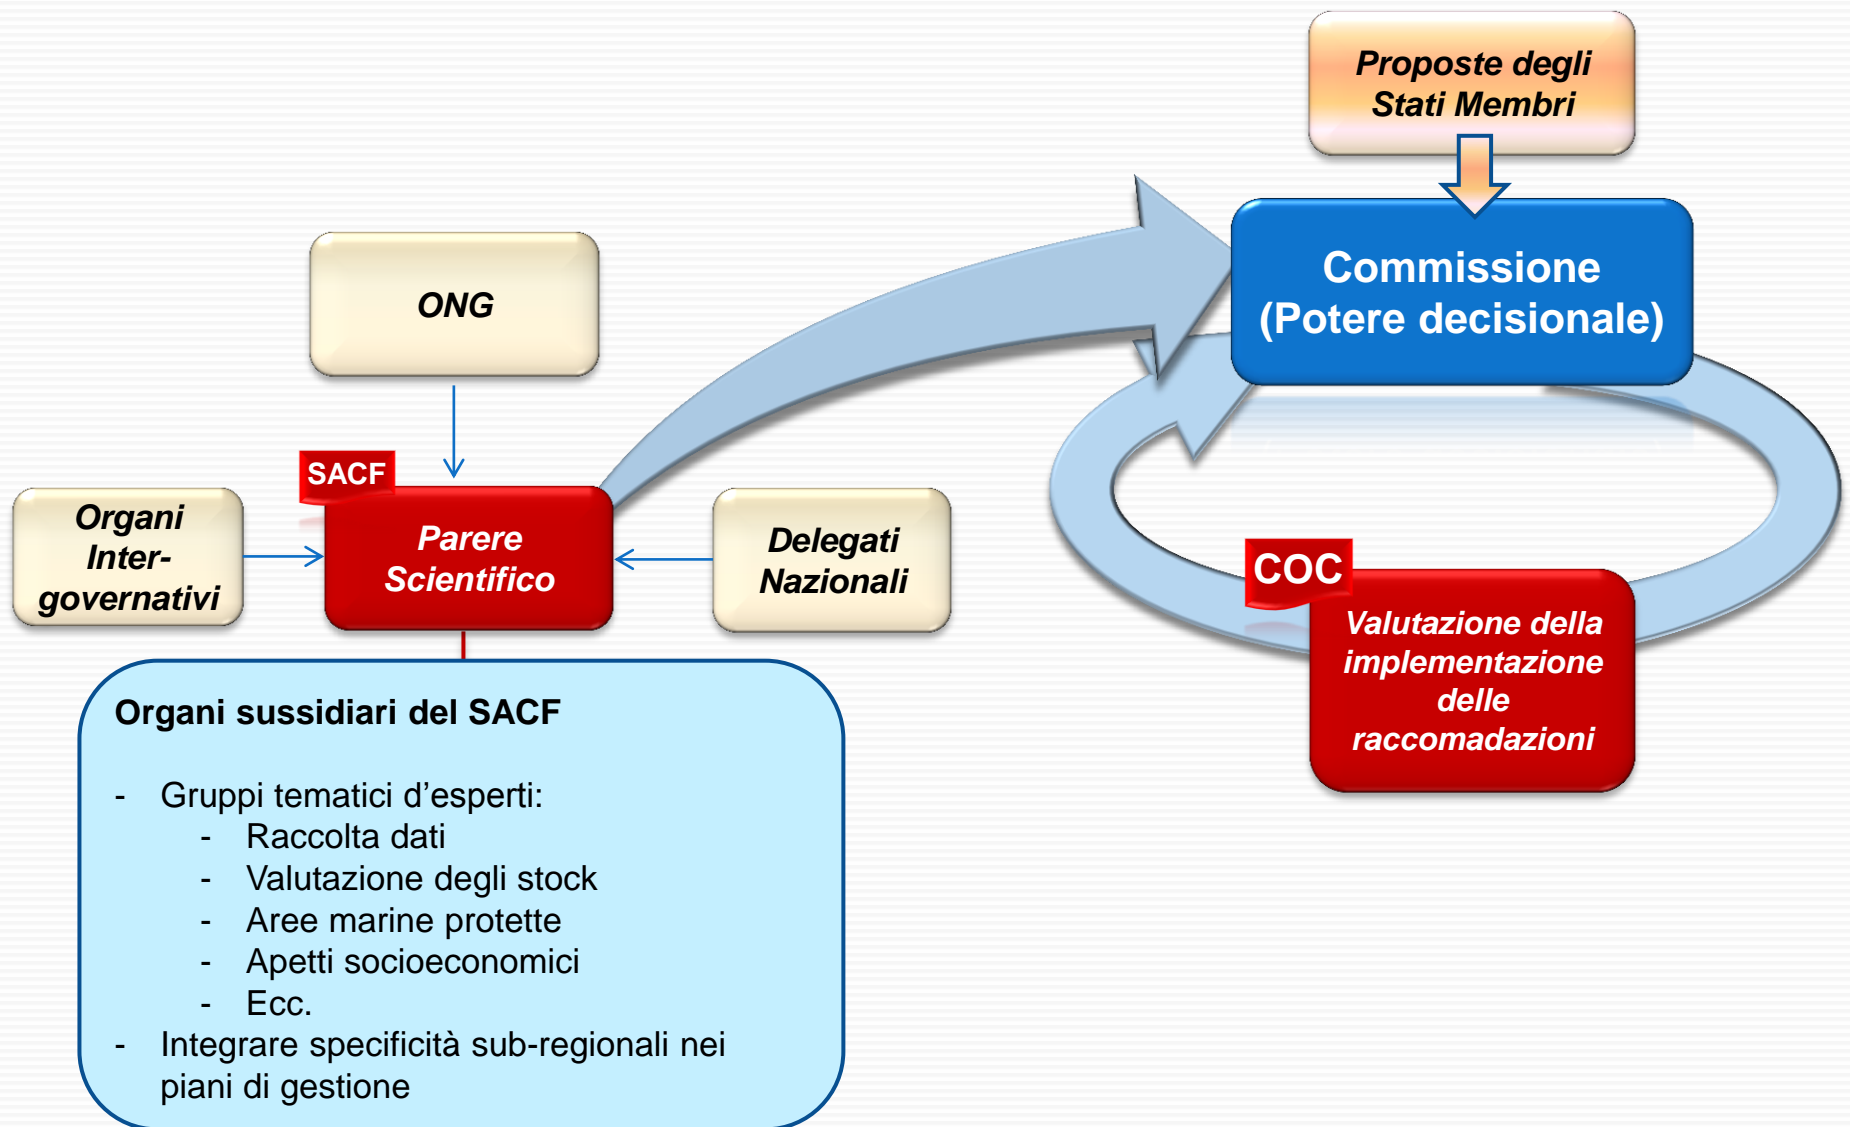 Proposte degli
Stati Membri
Commissione
(Potere decisionale)
ONG
SACF
Organi
Inter-
governativi
Parere
Scientifico
Delegati
Nazionali
COC
Valutazione della
implementazione
delle
raccomadazioni
Organi sussidiari del SACF
- Gruppi tematici d’esperti:
- Raccolta dati
- Valutazione degli stock
- Aree marine protette
- Apetti socioeconomici
- Ecc.
- Integrare specificità sub-regionali nei
piani di gestione